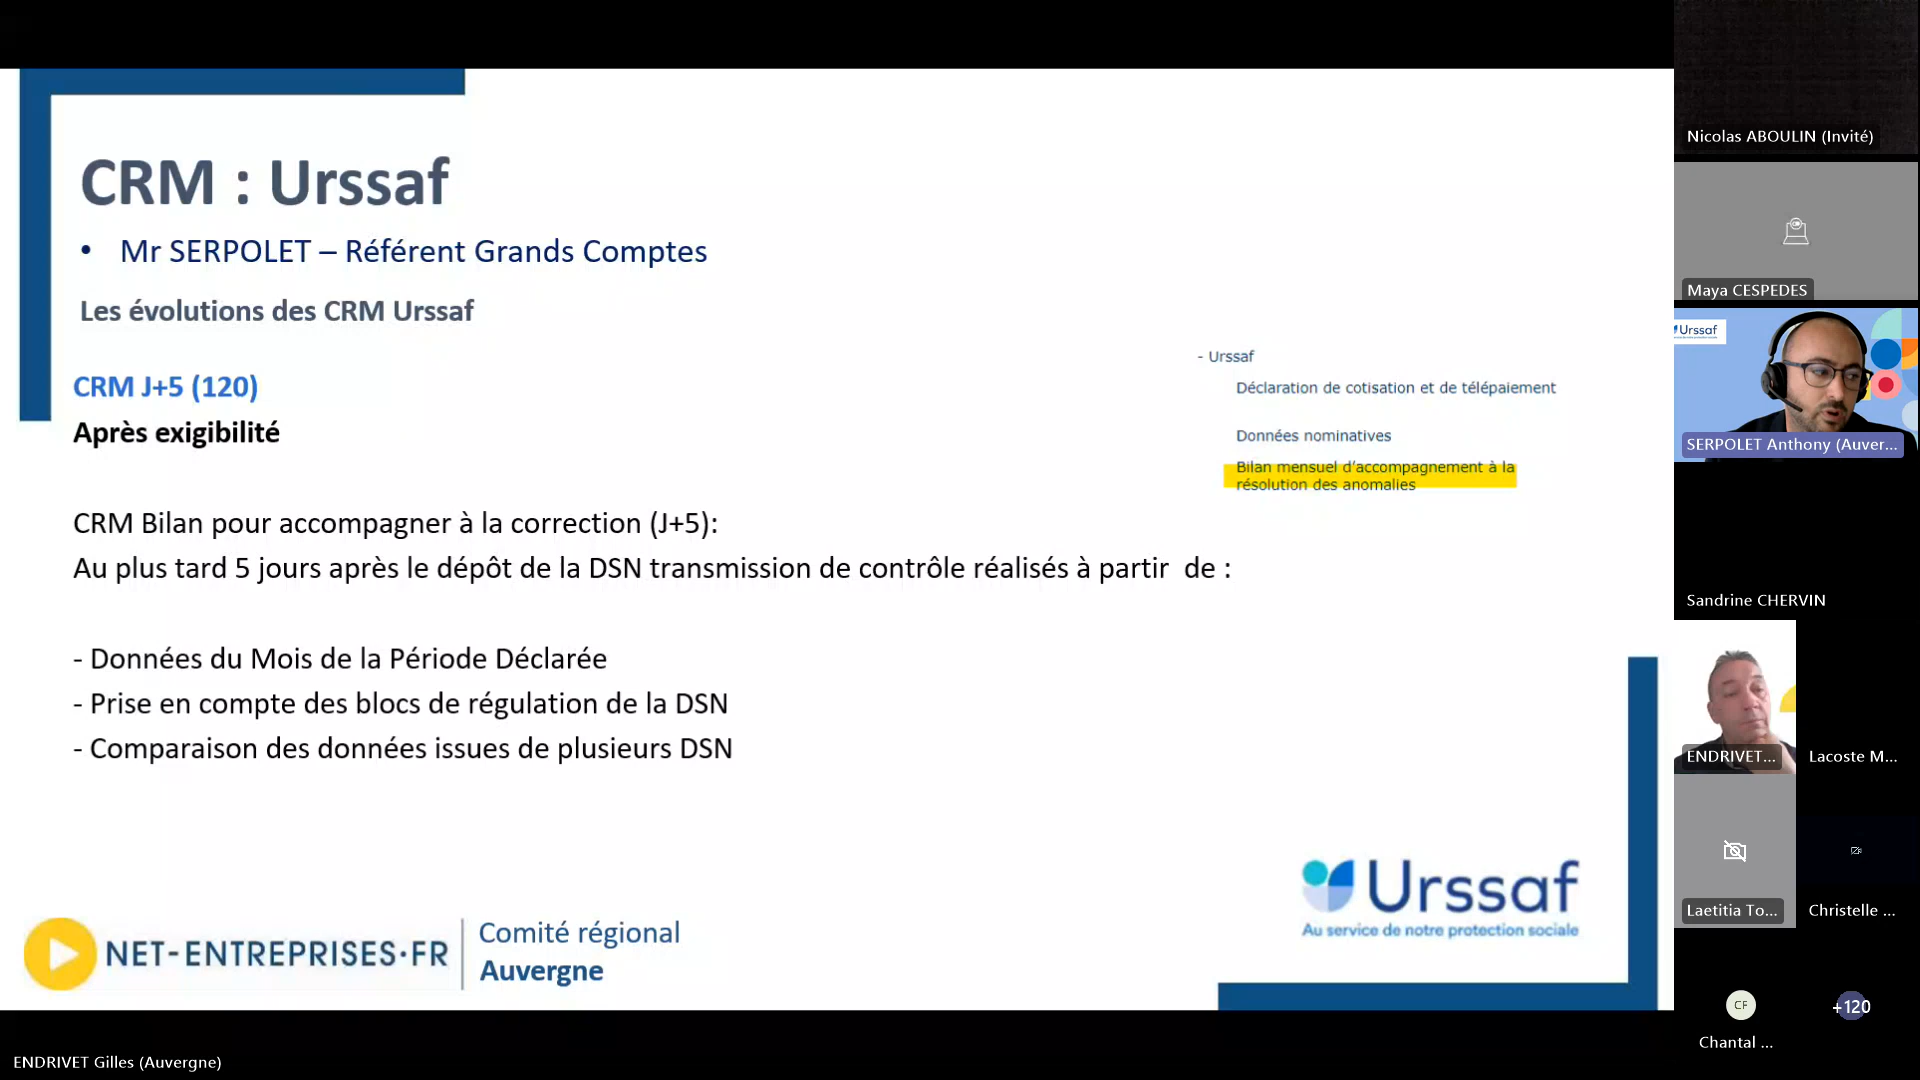 CRM : Urssaf
• Mr SERPOLET – Référent Grands Comptes
Les évolutions des CRM Urssaf
CRM J+5 (120)
Après exigibilité
CRM Bilan pour accompagner à la correction (J+5):
Au plus tard 5 jours après le dépôt de la DSN transmission de contrôle réalisés à partir  de :
- Données du Mois de la Période Déclarée
- Prise en compte des blocs de régulation de la DSN
- Comparaison des données issues de plusieurs DSN
- Urssaf
Déclaration de cotisation et de télépaiement
Données nominatives
Bilan mensuel d'accompagnement à la
résolution des anomalies
NET-ENTREPRISES·FR
Comité régional
Auvergne
Urssaf
Au service de notre protection sociale
ENDRIVET Gilles (Auvergne)
Nicolas ABOULIN (Invité)
Maya CESPEDES
Urssaf
SERPOLET Anthony (Auver...
Sandrine CHERVIN
ENDRIVET...
Lacoste M...
Laetitia To...
Christelle ...
CF
+120
Chantal ...